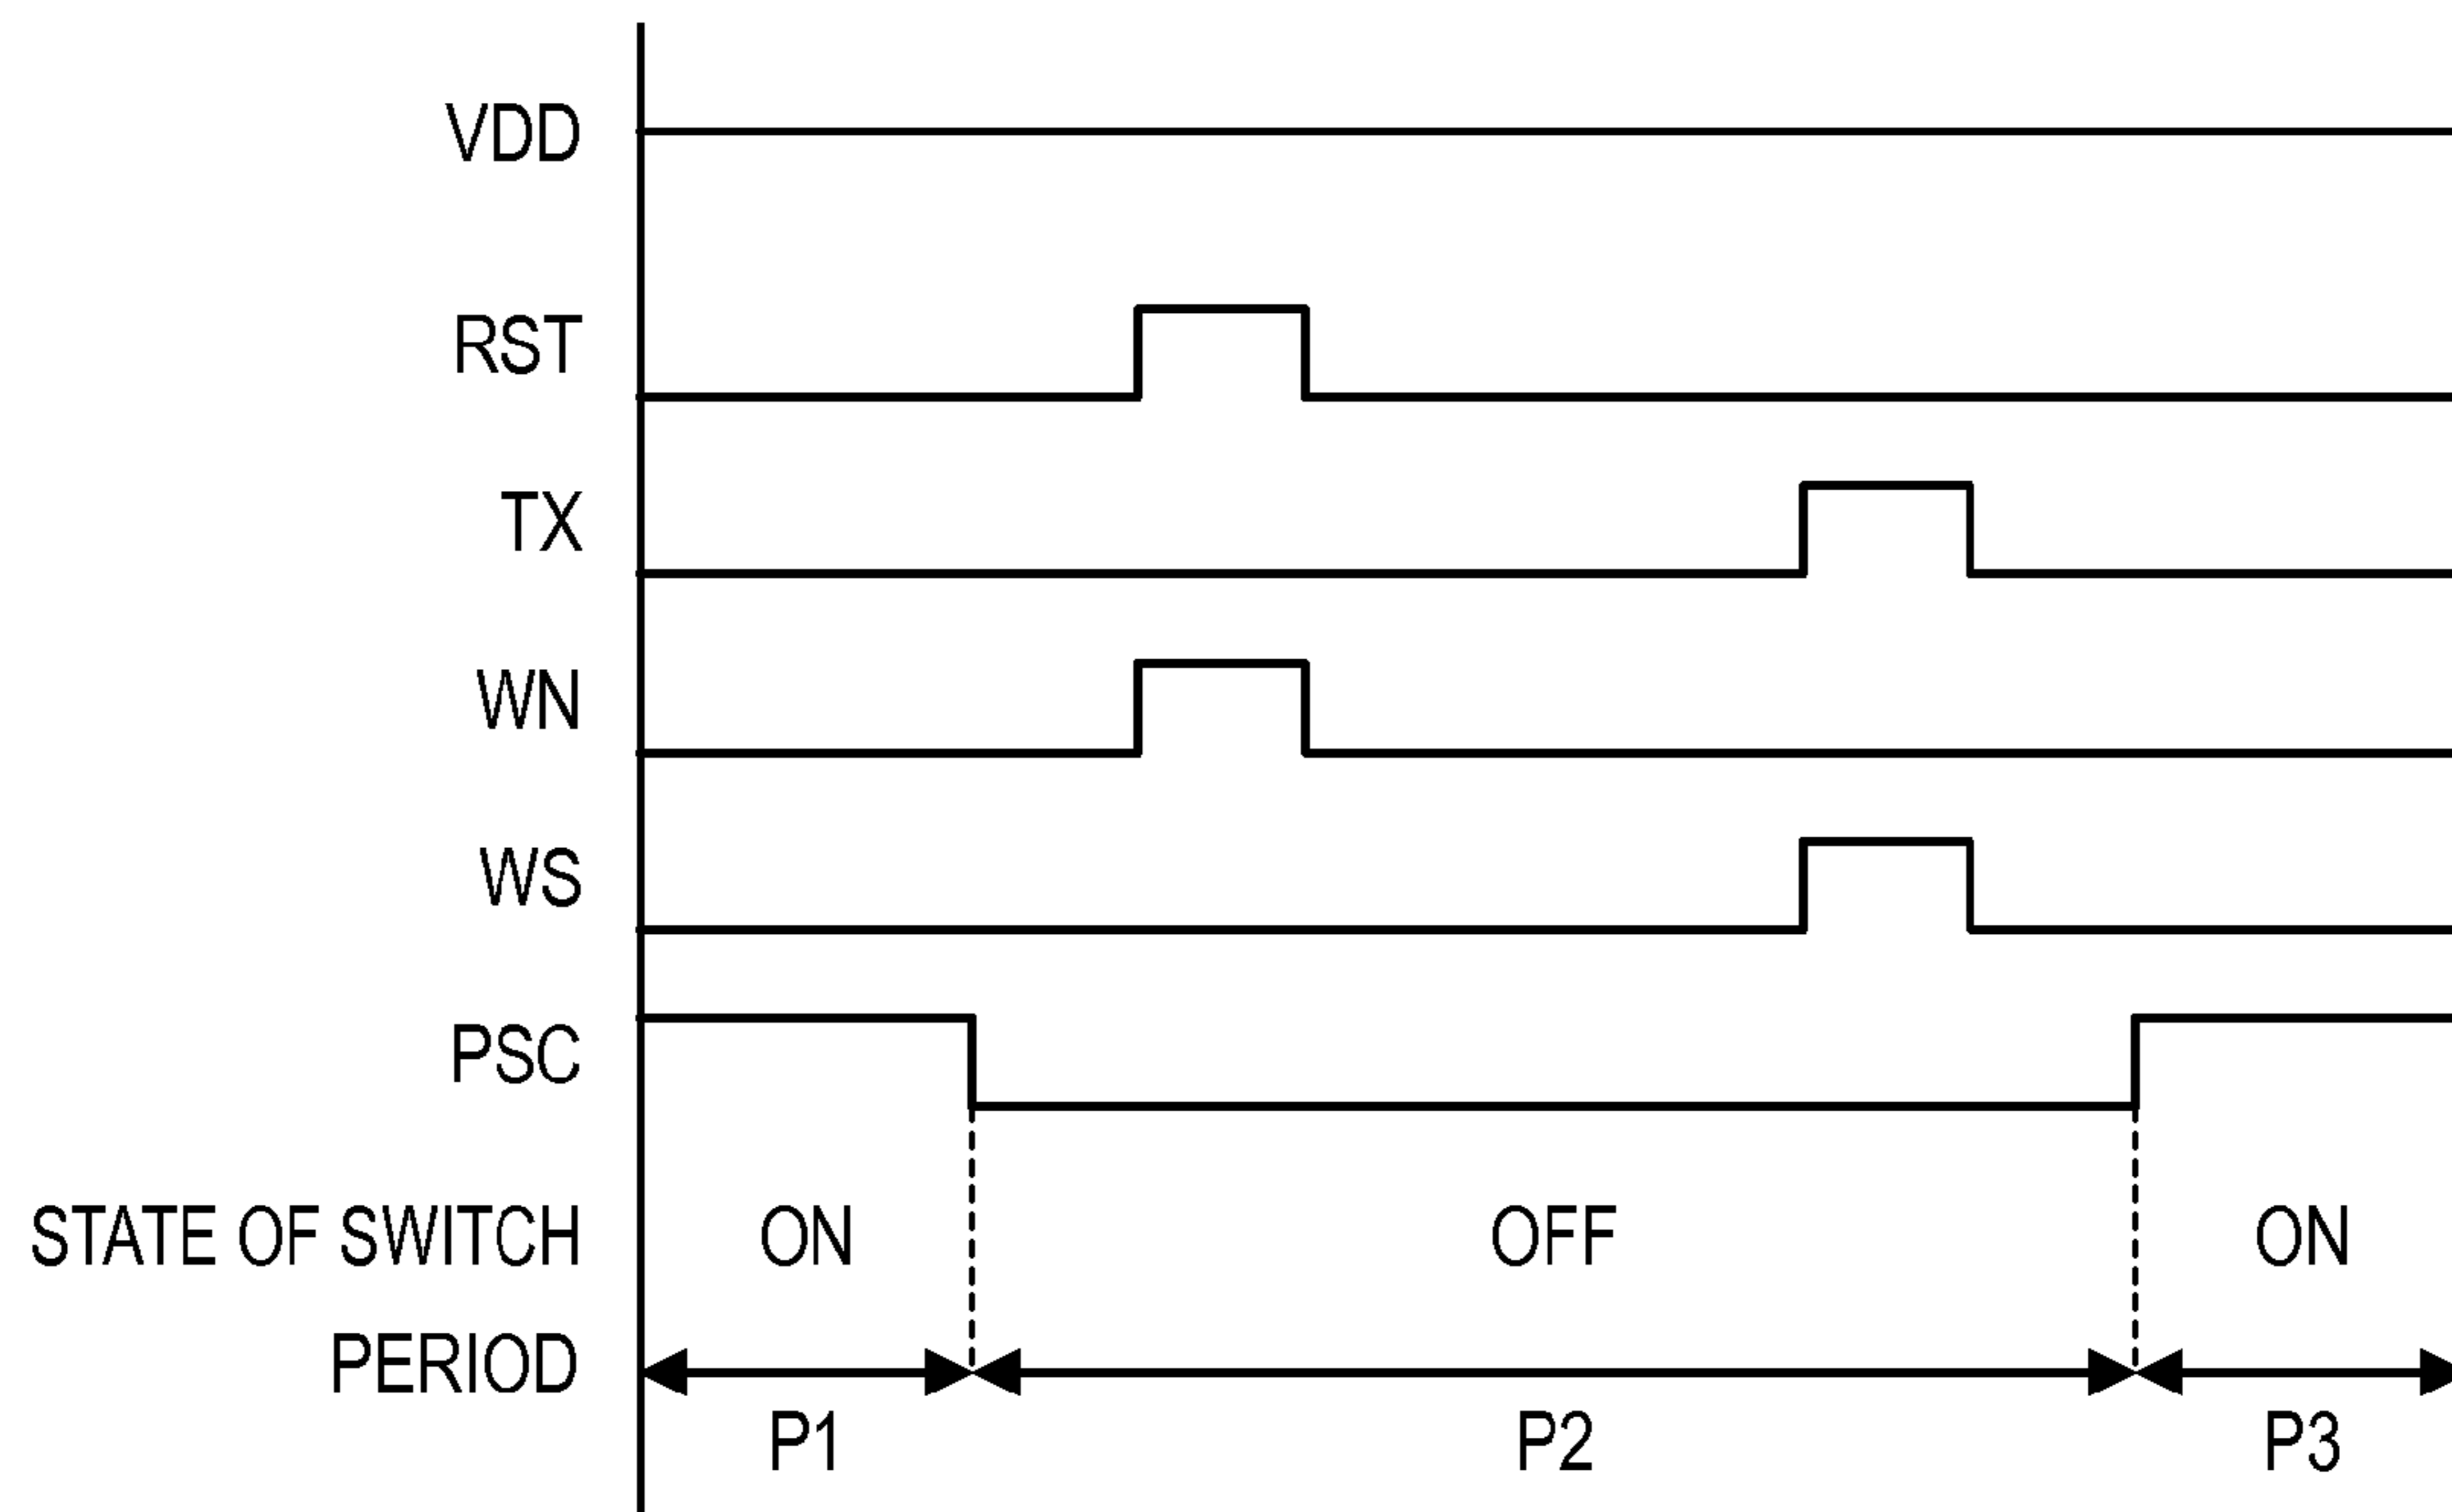 VDD
RST
TX
WN
WS
PSC
STATE OF SWITCH ON OFF ON
PERIOD
P1 P2 P3